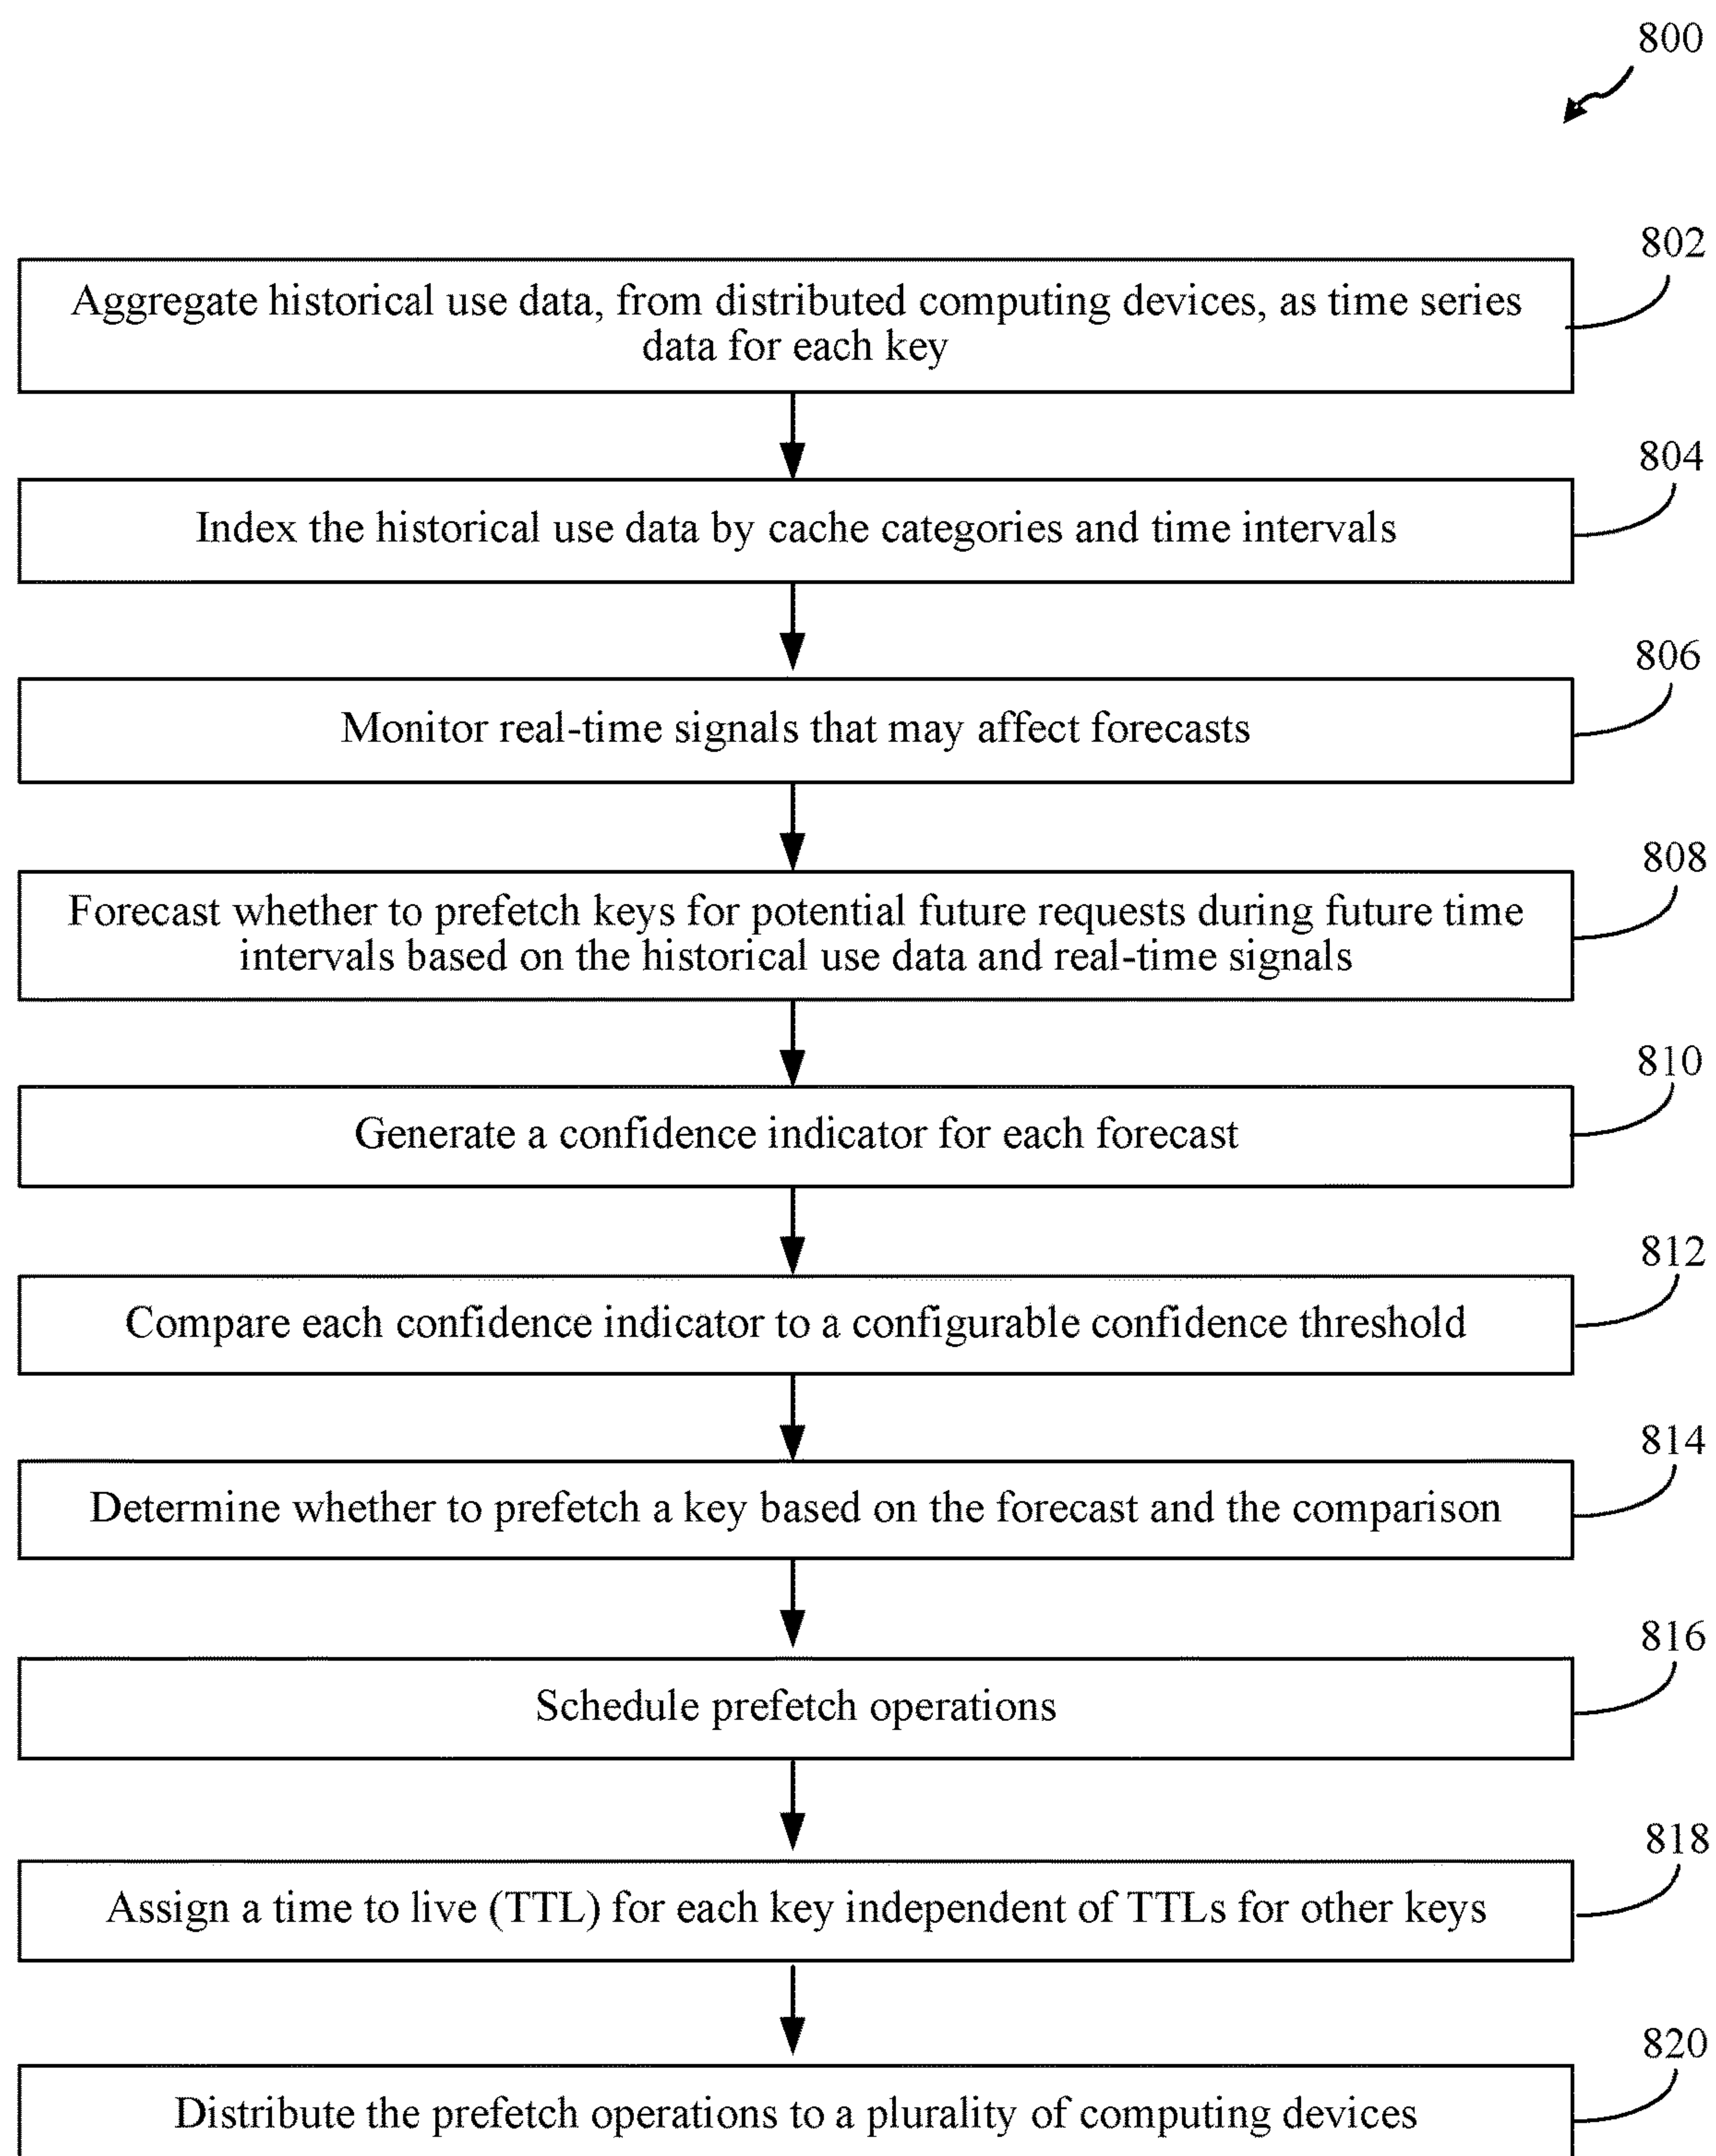 800
802
Aggregate historical use data, from distributed computing devices, as time series
data for each key
804
Index the historical use data by cache categories and time intervals
806
Monitor real-time signals that may affect forecasts
808
Forecast whether to prefetch keys for potential future requests during future time
intervals based on the historical use data and real-time signals
810
Generate a confidence indicator for each forecast
812
Compare each confidence indicator to a configurable confidence threshold
814
Determine whether to prefetch a key based on the forecast and the comparison
816
Schedule prefetch operations
818
Assign a time to live (TTL) for each key independent of TTLs for other keys
820
Distribute the prefetch operations to a plurality of computing devices